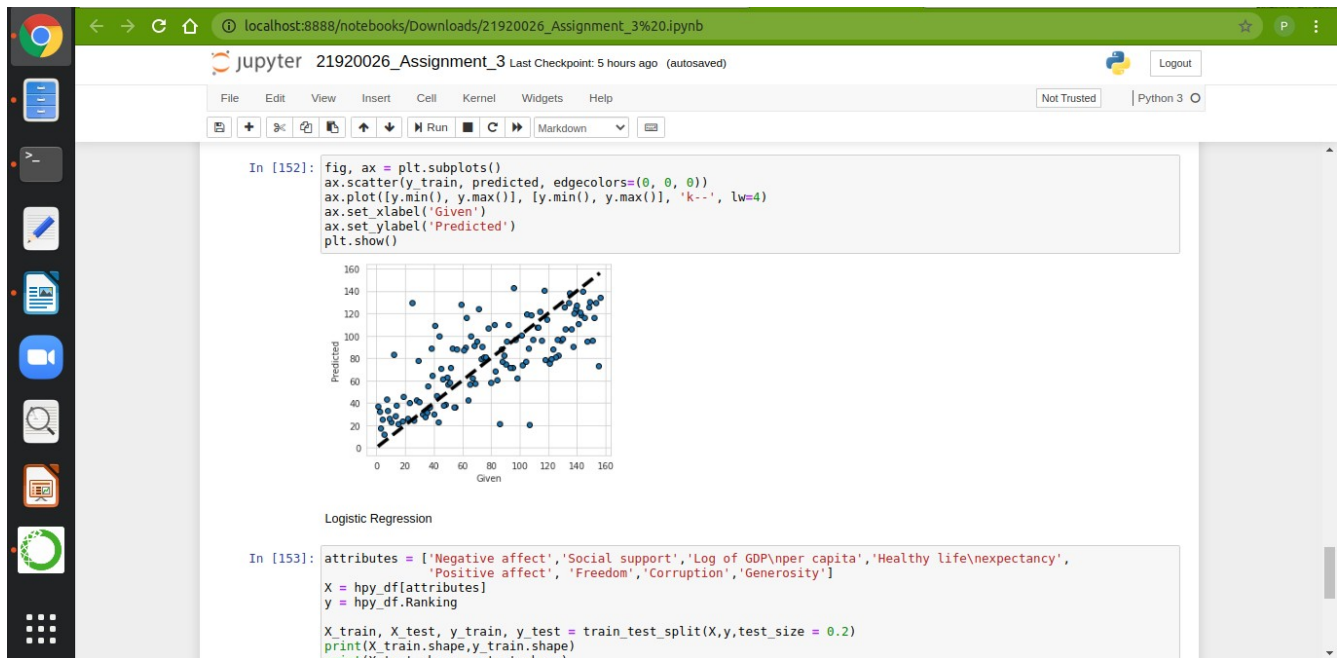 localhost:8888/notebooks/Downloads/21920026_Assignment_3%20.ipynb
P
jupyter 21920026_Assignment_3 Last Checkpoint: 5 hours ago (autosaved)
Logout
File Edit View Insert Cell Kernel Widgets Help
Not Trusted Python 3
Run Markdown
In [152]: fig, ax = plt.subplots()
ax.scatter(y_train, predicted, edgecolors=(0, 0, 0))
ax.plot([y.min(), y.max()], [y.min(), y.max()], 'k--', lw=4)
ax.set_xlabel('Given')
ax.set_ylabel('Predicted')
plt.show()
160
140
120
100
80
60
40
20
0
Predicted
0 20 40 60 80 100 120 140 160
Given
Logistic Regression
In [153]: attributes = ['Negative affect','Social support','Log of GDP\nper capita','Healthy life\nexpectancy',
'Positive affect', 'Freedom','Corruption','Generosity']
X = hpy_df[attributes]
y = hpy_df.Ranking
X_train, X_test, y_train, y_test = train_test_split(X,y,test_size = 0.2)
print(X_train.shape,y_train.shape)